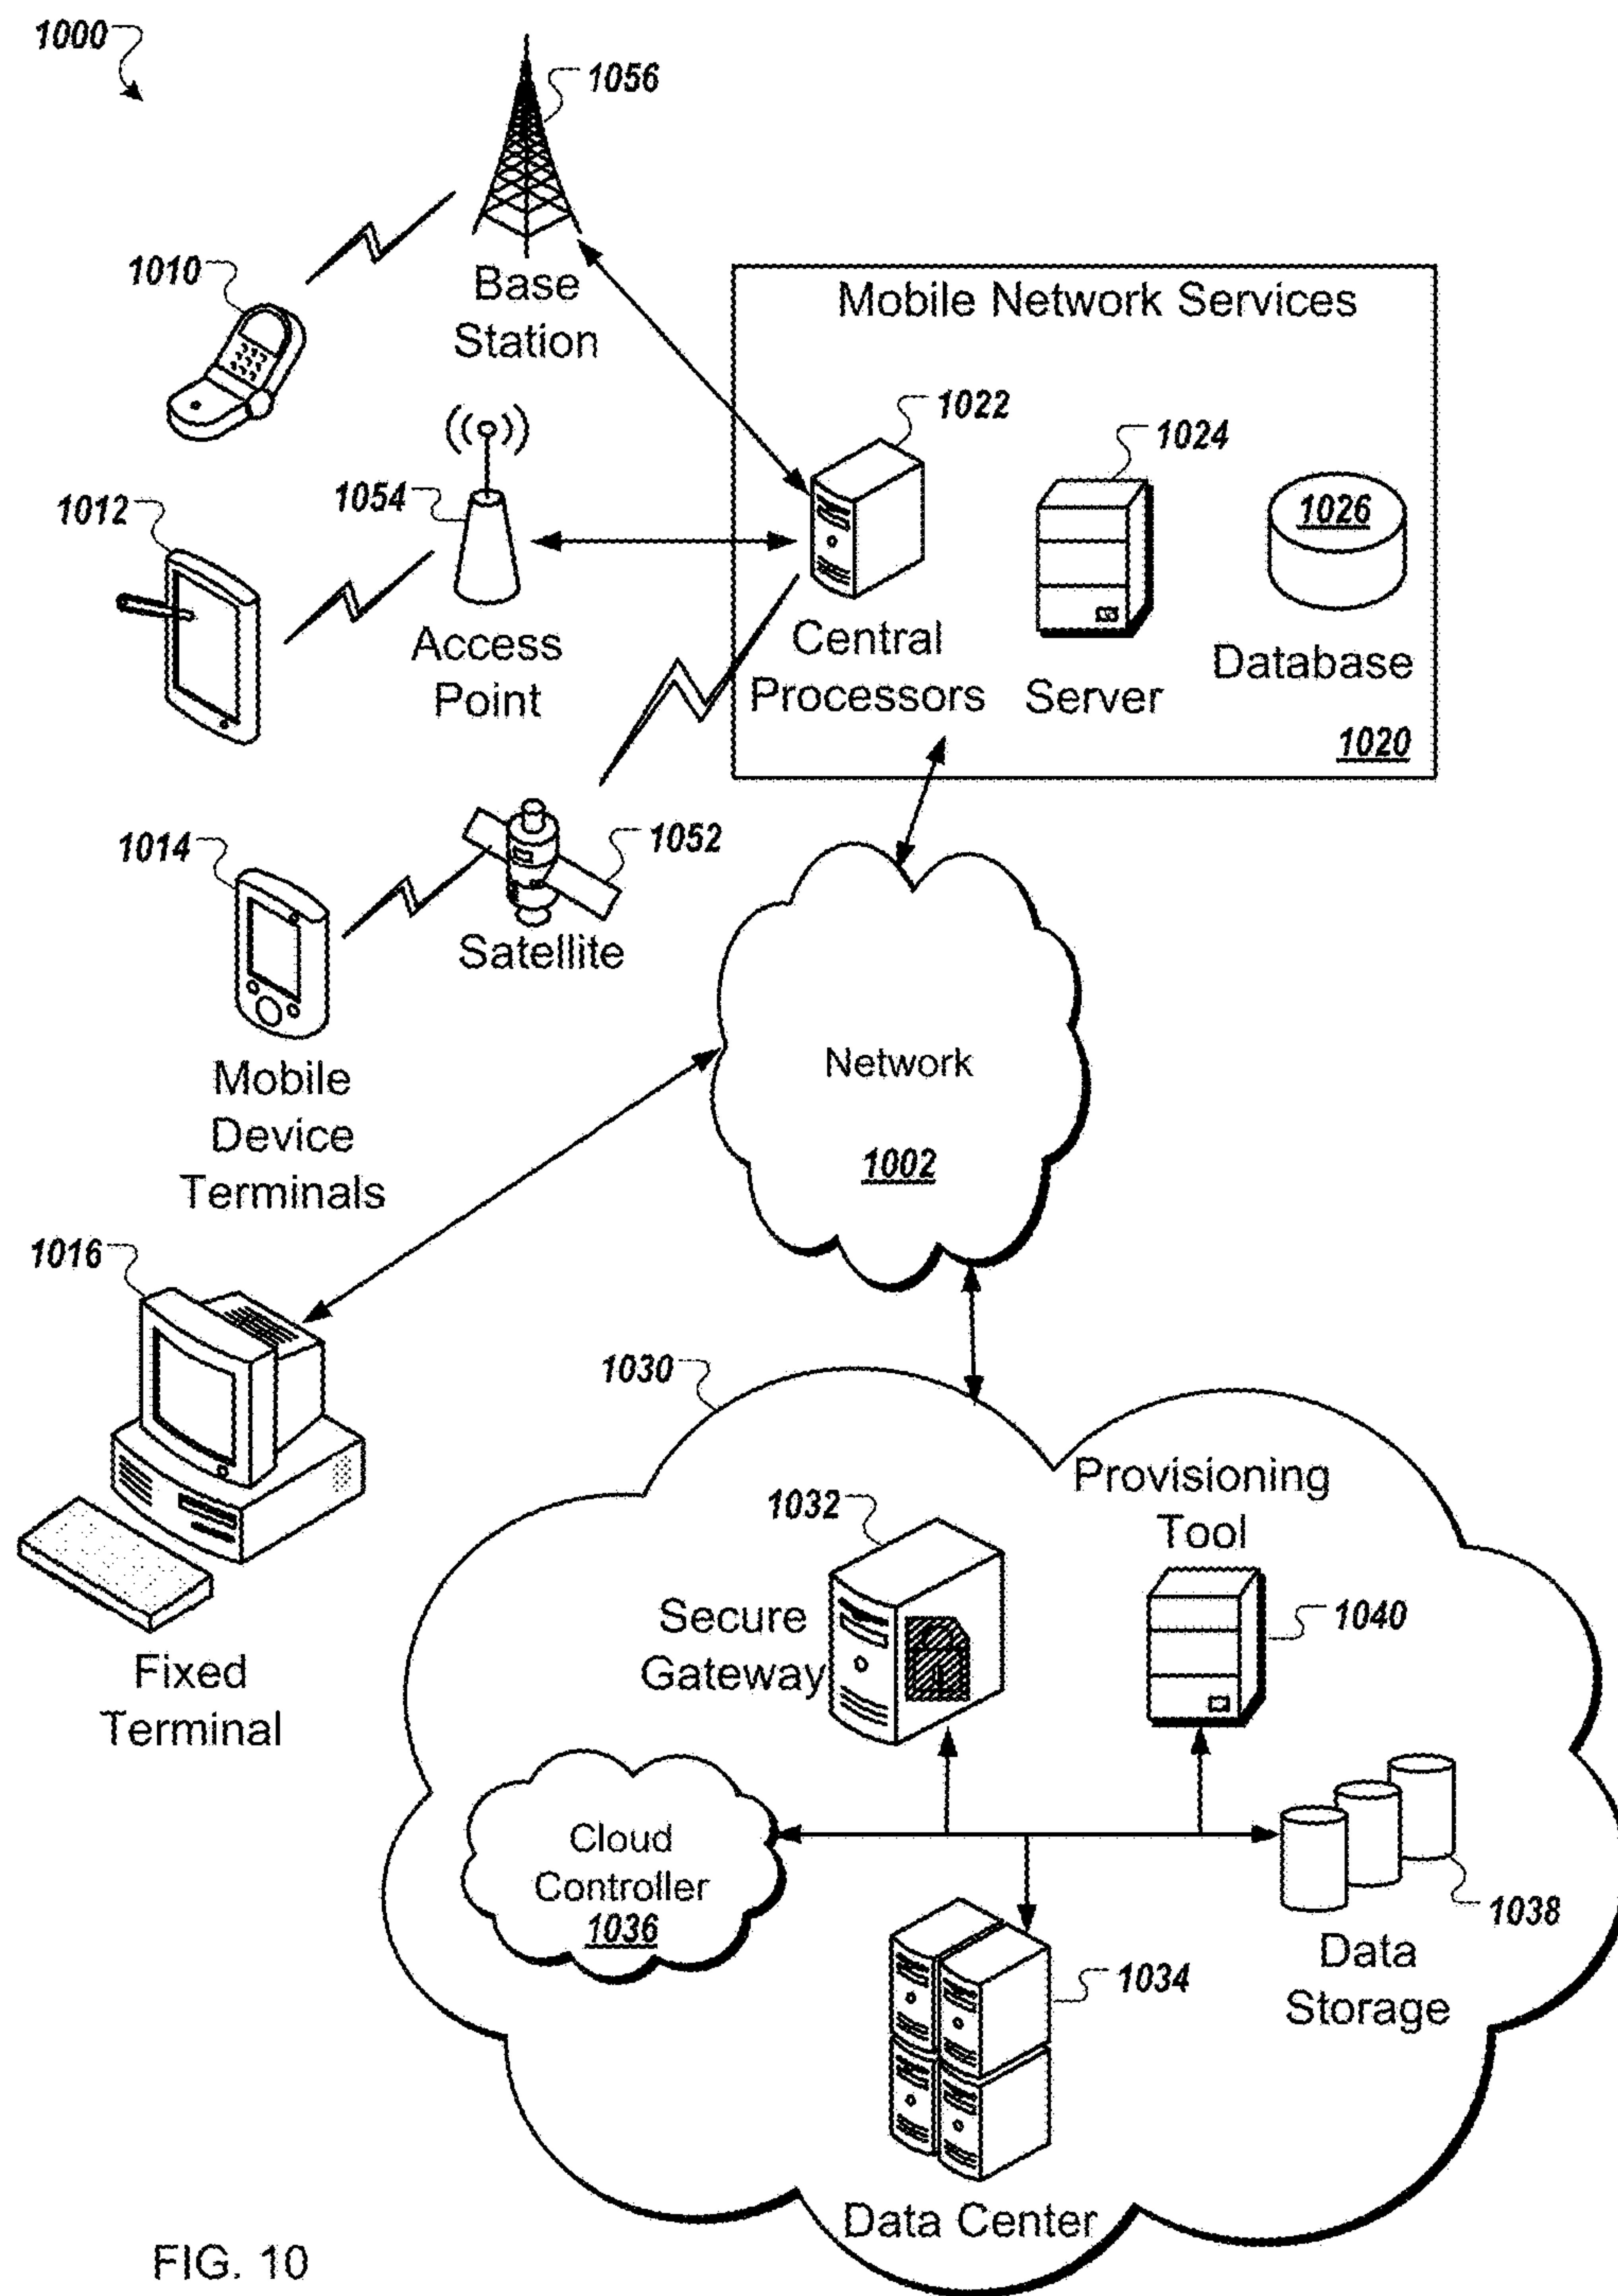 1000
1056
Base
Station
1010
Mobile Network Services
1022
1024
1026
1012
1054
Access
Point
Central
Processors
Server
Database
1020
1014
1052
Satellite
Mobile
Device
Terminals
Network
1002
1016
Fixed
Terminal
1030
Provisioning
Tool
1032
Secure
Gateway
1040
Cloud
Controller
1036
1038
Data
Storage
1034
Data Center
FIG. 10